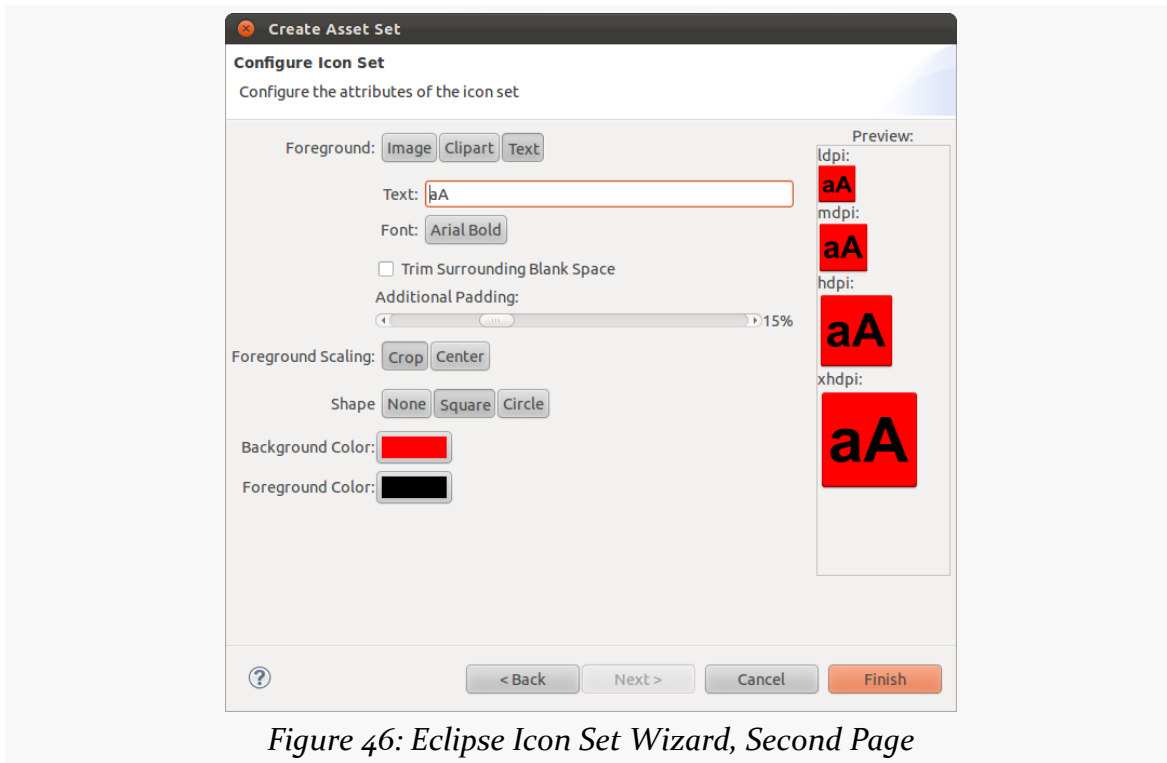 Create Asset Set
Configure Icon Set
Configure the attributes of the icon set
Foreground: Image Clipart Text
Text: aA
Font: Arial Bold
Trim Surrounding Blank Space
Additional Padding:
15%
Foreground Scaling: Crop Center
Shape None Square Circle
Background Color:
Foreground Color:
Preview:
ldpi:
aA
mdpi:
aA
hdpi:
aA
xhdpi:
aA
?
< Back Next > Cancel Finish
Figure 46: Eclipse Icon Set Wizard, Second Page